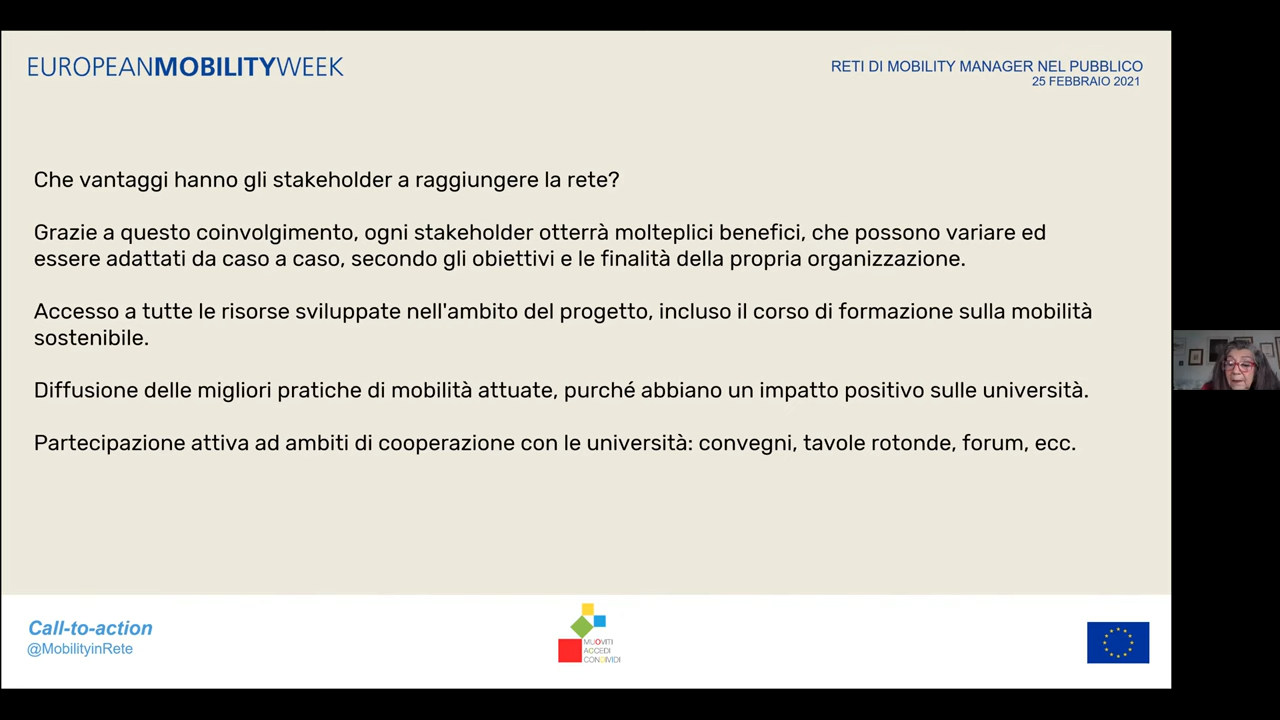 EUROPEANMOBILITYWEEK
RETI DI MOBILITY MANAGER NEL PUBBLICO
25 FEBBRAIO 2021
Che vantaggi hanno gli stakeholder a raggiungere la rete?
Grazie a questo coinvolgimento, ogni stakeholder otterrà molteplici benefici, che possono variare ed
essere adattati da caso a caso, secondo gli obiettivi e le finalità della propria organizzazione.
Accesso a tutte le risorse sviluppate nell'ambito del progetto, incluso il corso di formazione sulla mobilità
sostenibile.
Diffusione delle migliori pratiche di mobilità attuate, purché abbiano un impatto positivo sulle università.
Partecipazione attiva ad ambiti di cooperazione con le università: convegni, tavole rotonde, forum, ecc.
Call-to-action
@MobilityinRete
MUOVITI
ACCEDI
CONDIVIDI